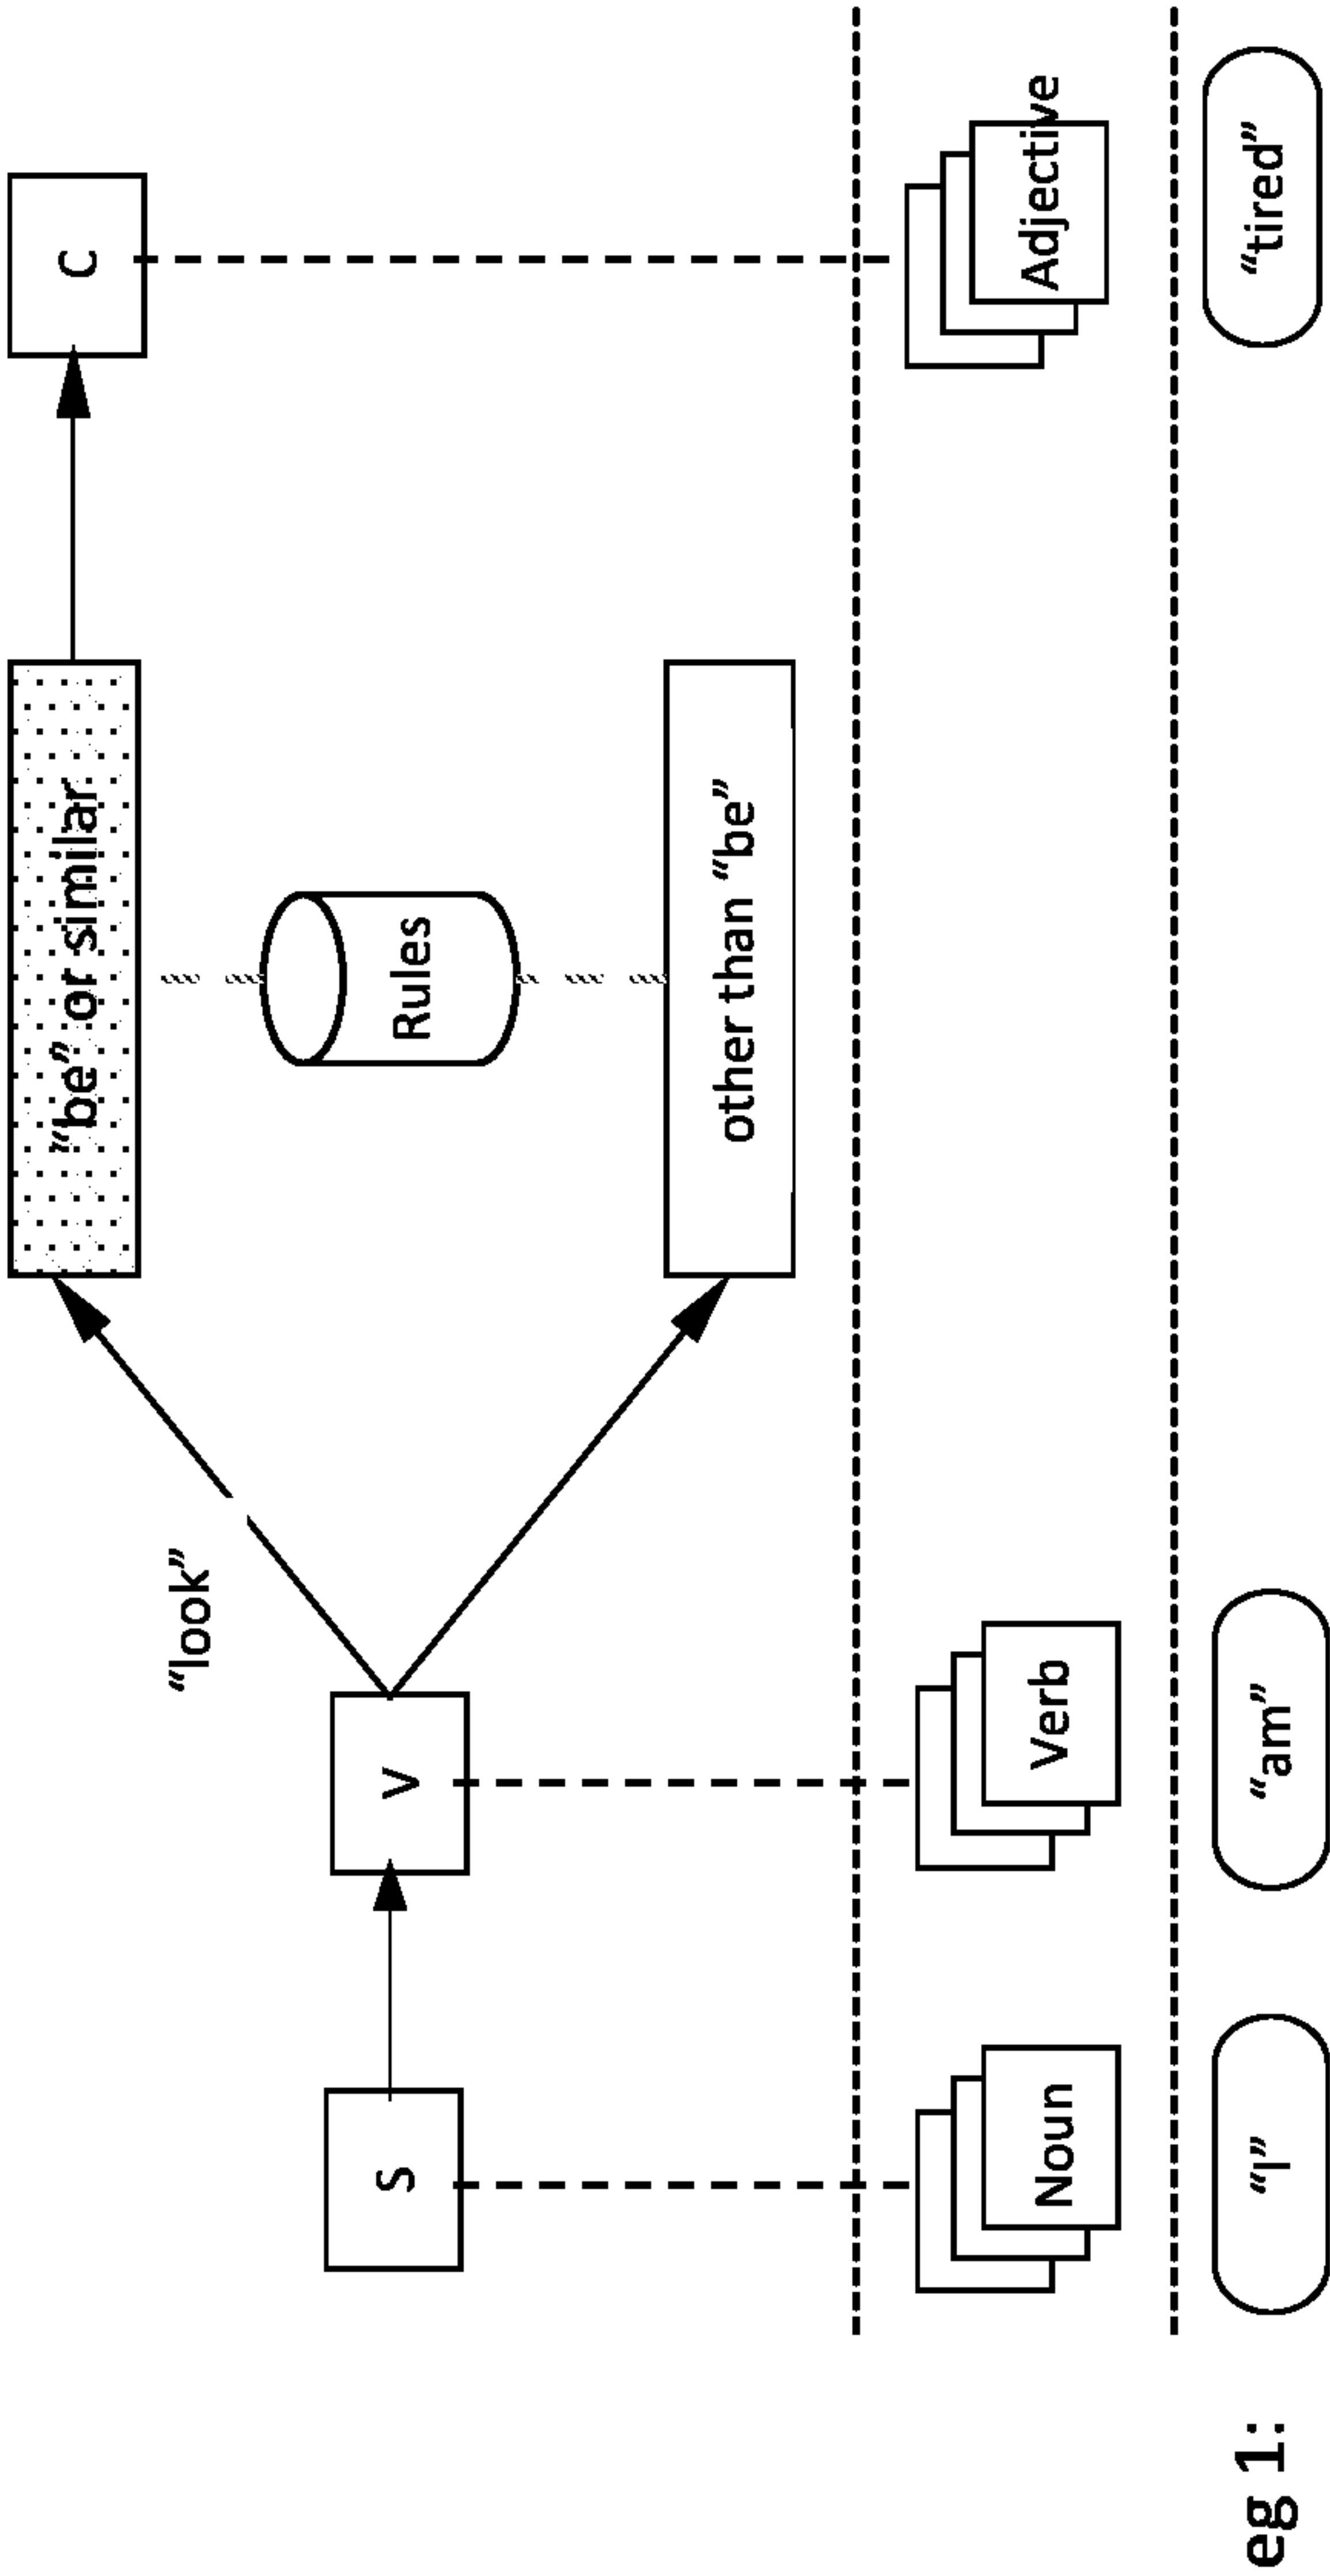 "be" or similar
C
"look"
S
V
Rules
other than "be"
Noun
Verb
Adjective
eg 1:
"I"
"am"
"tired"